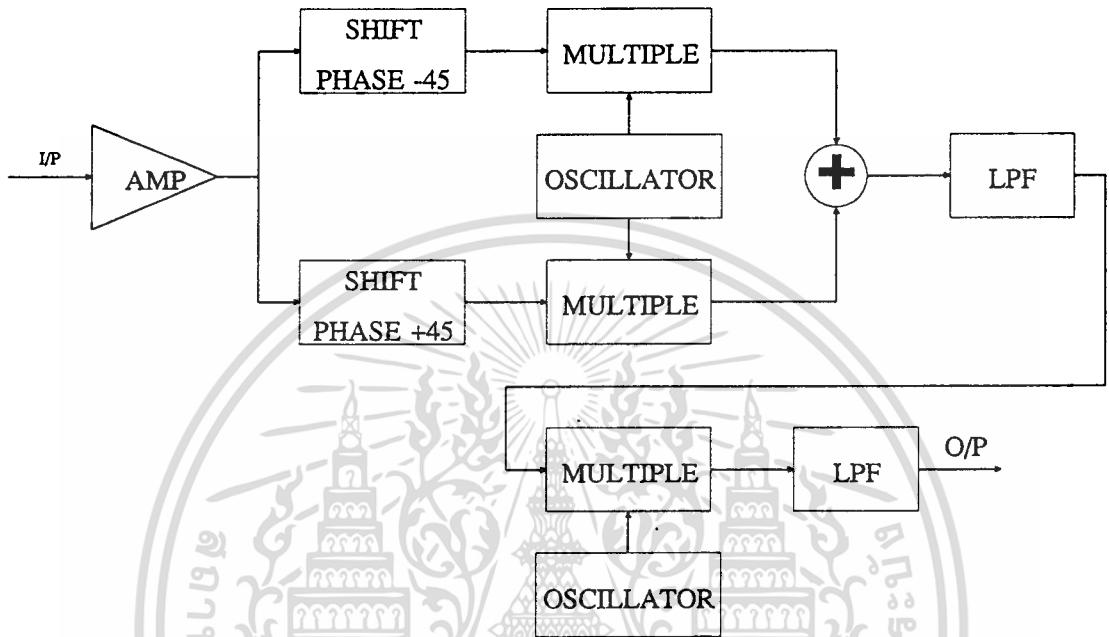 SHIFT
PHASE -45
MULTIPLE
I/P
AMP
OSCILLATOR
+
LPF
SHIFT
PHASE +45
MULTIPLE
MULTIPLE
LPF
O/P
OSCILLATOR